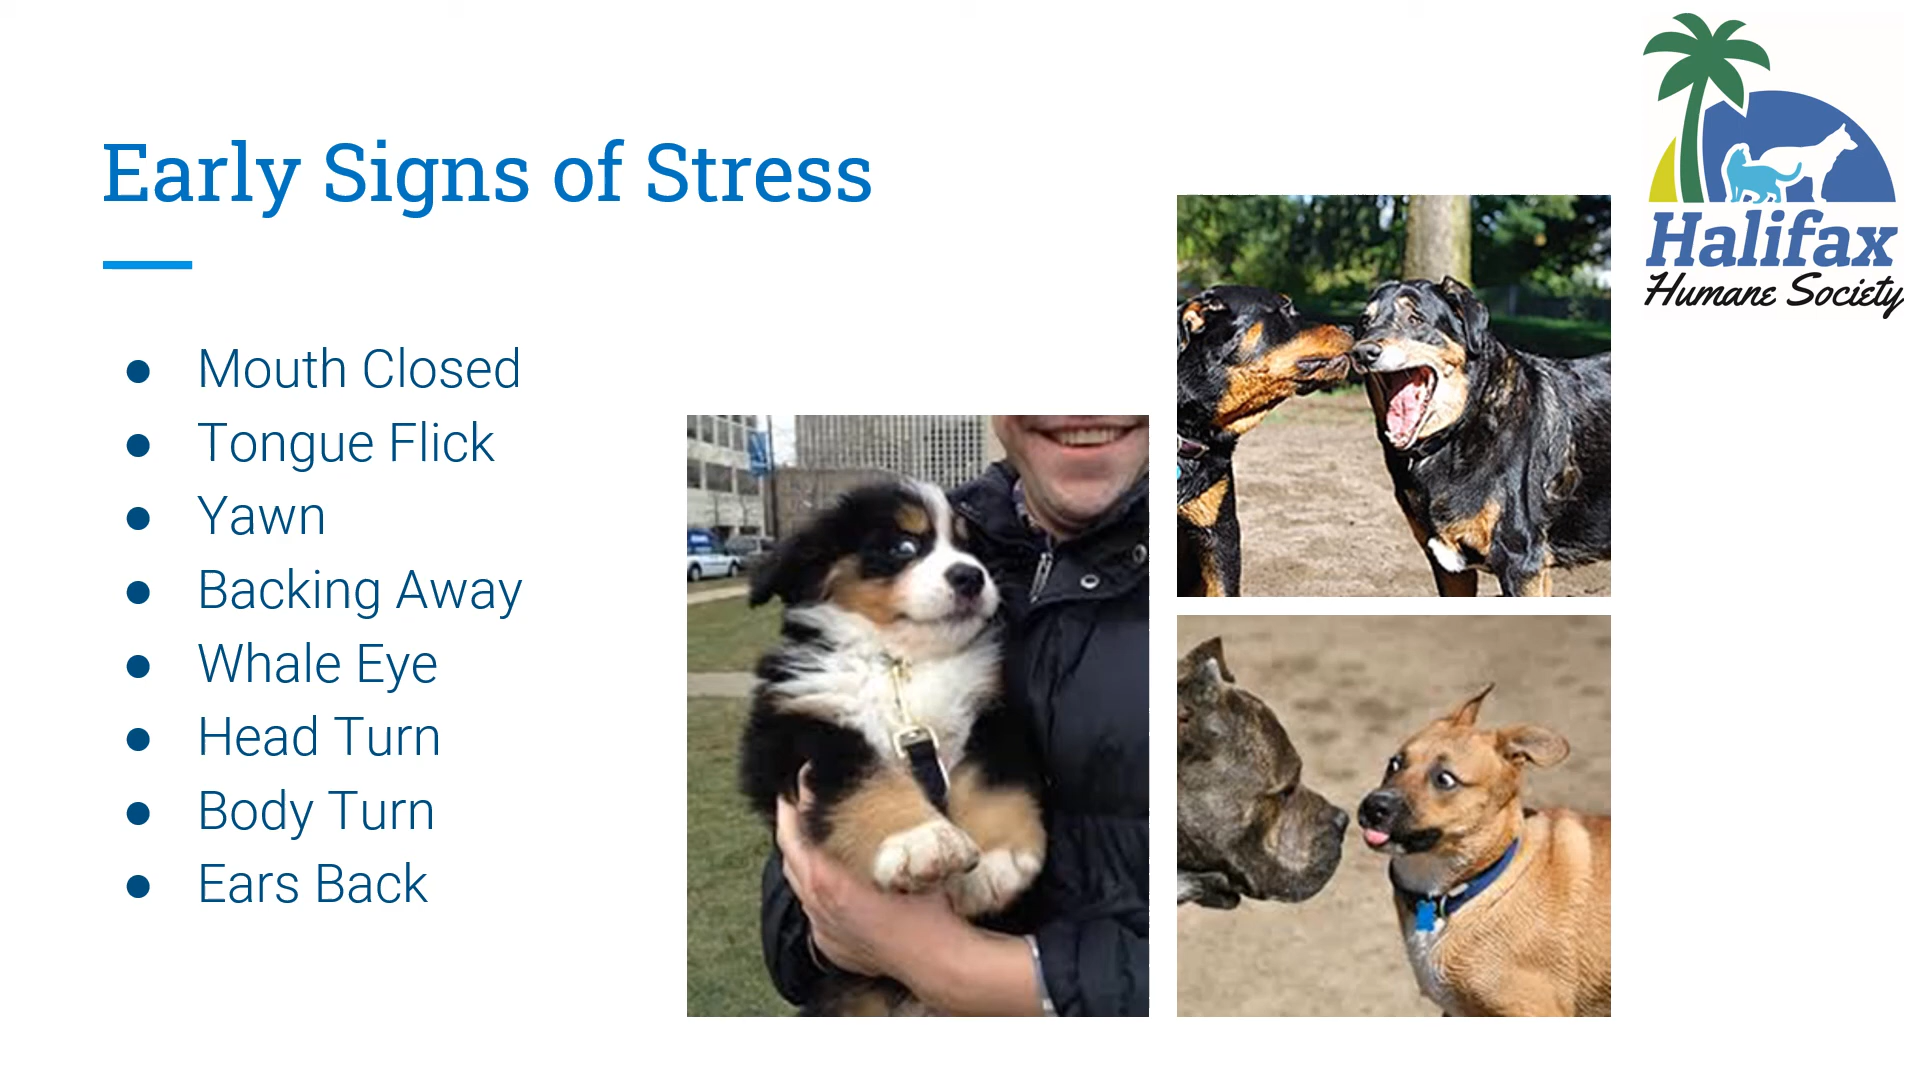 Early Signs of Stress
● Mouth Closed
● Tongue Flick
● Yawn
● Backing Away
● Whale Eye
● Head Turn
● Body Turn
● Ears Back
Halifax
Humane Society